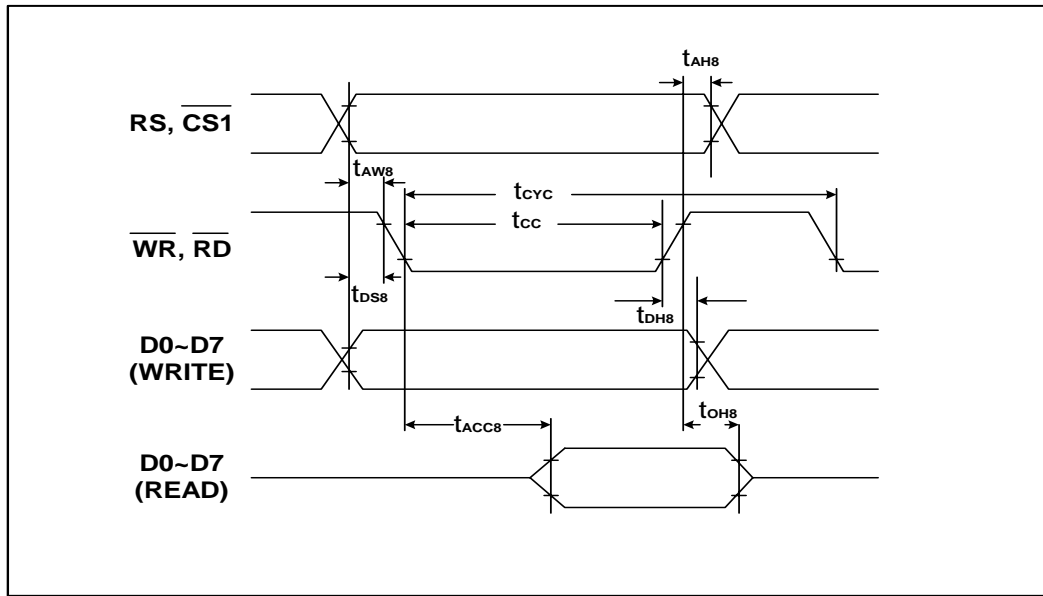 tAH8
RS, CS1
tAW8
tCYC
tCC
WR, RD
tDS8
tDH8
D0~D7
(WRITE)
tACC8
tOH8
D0~D7
(READ)